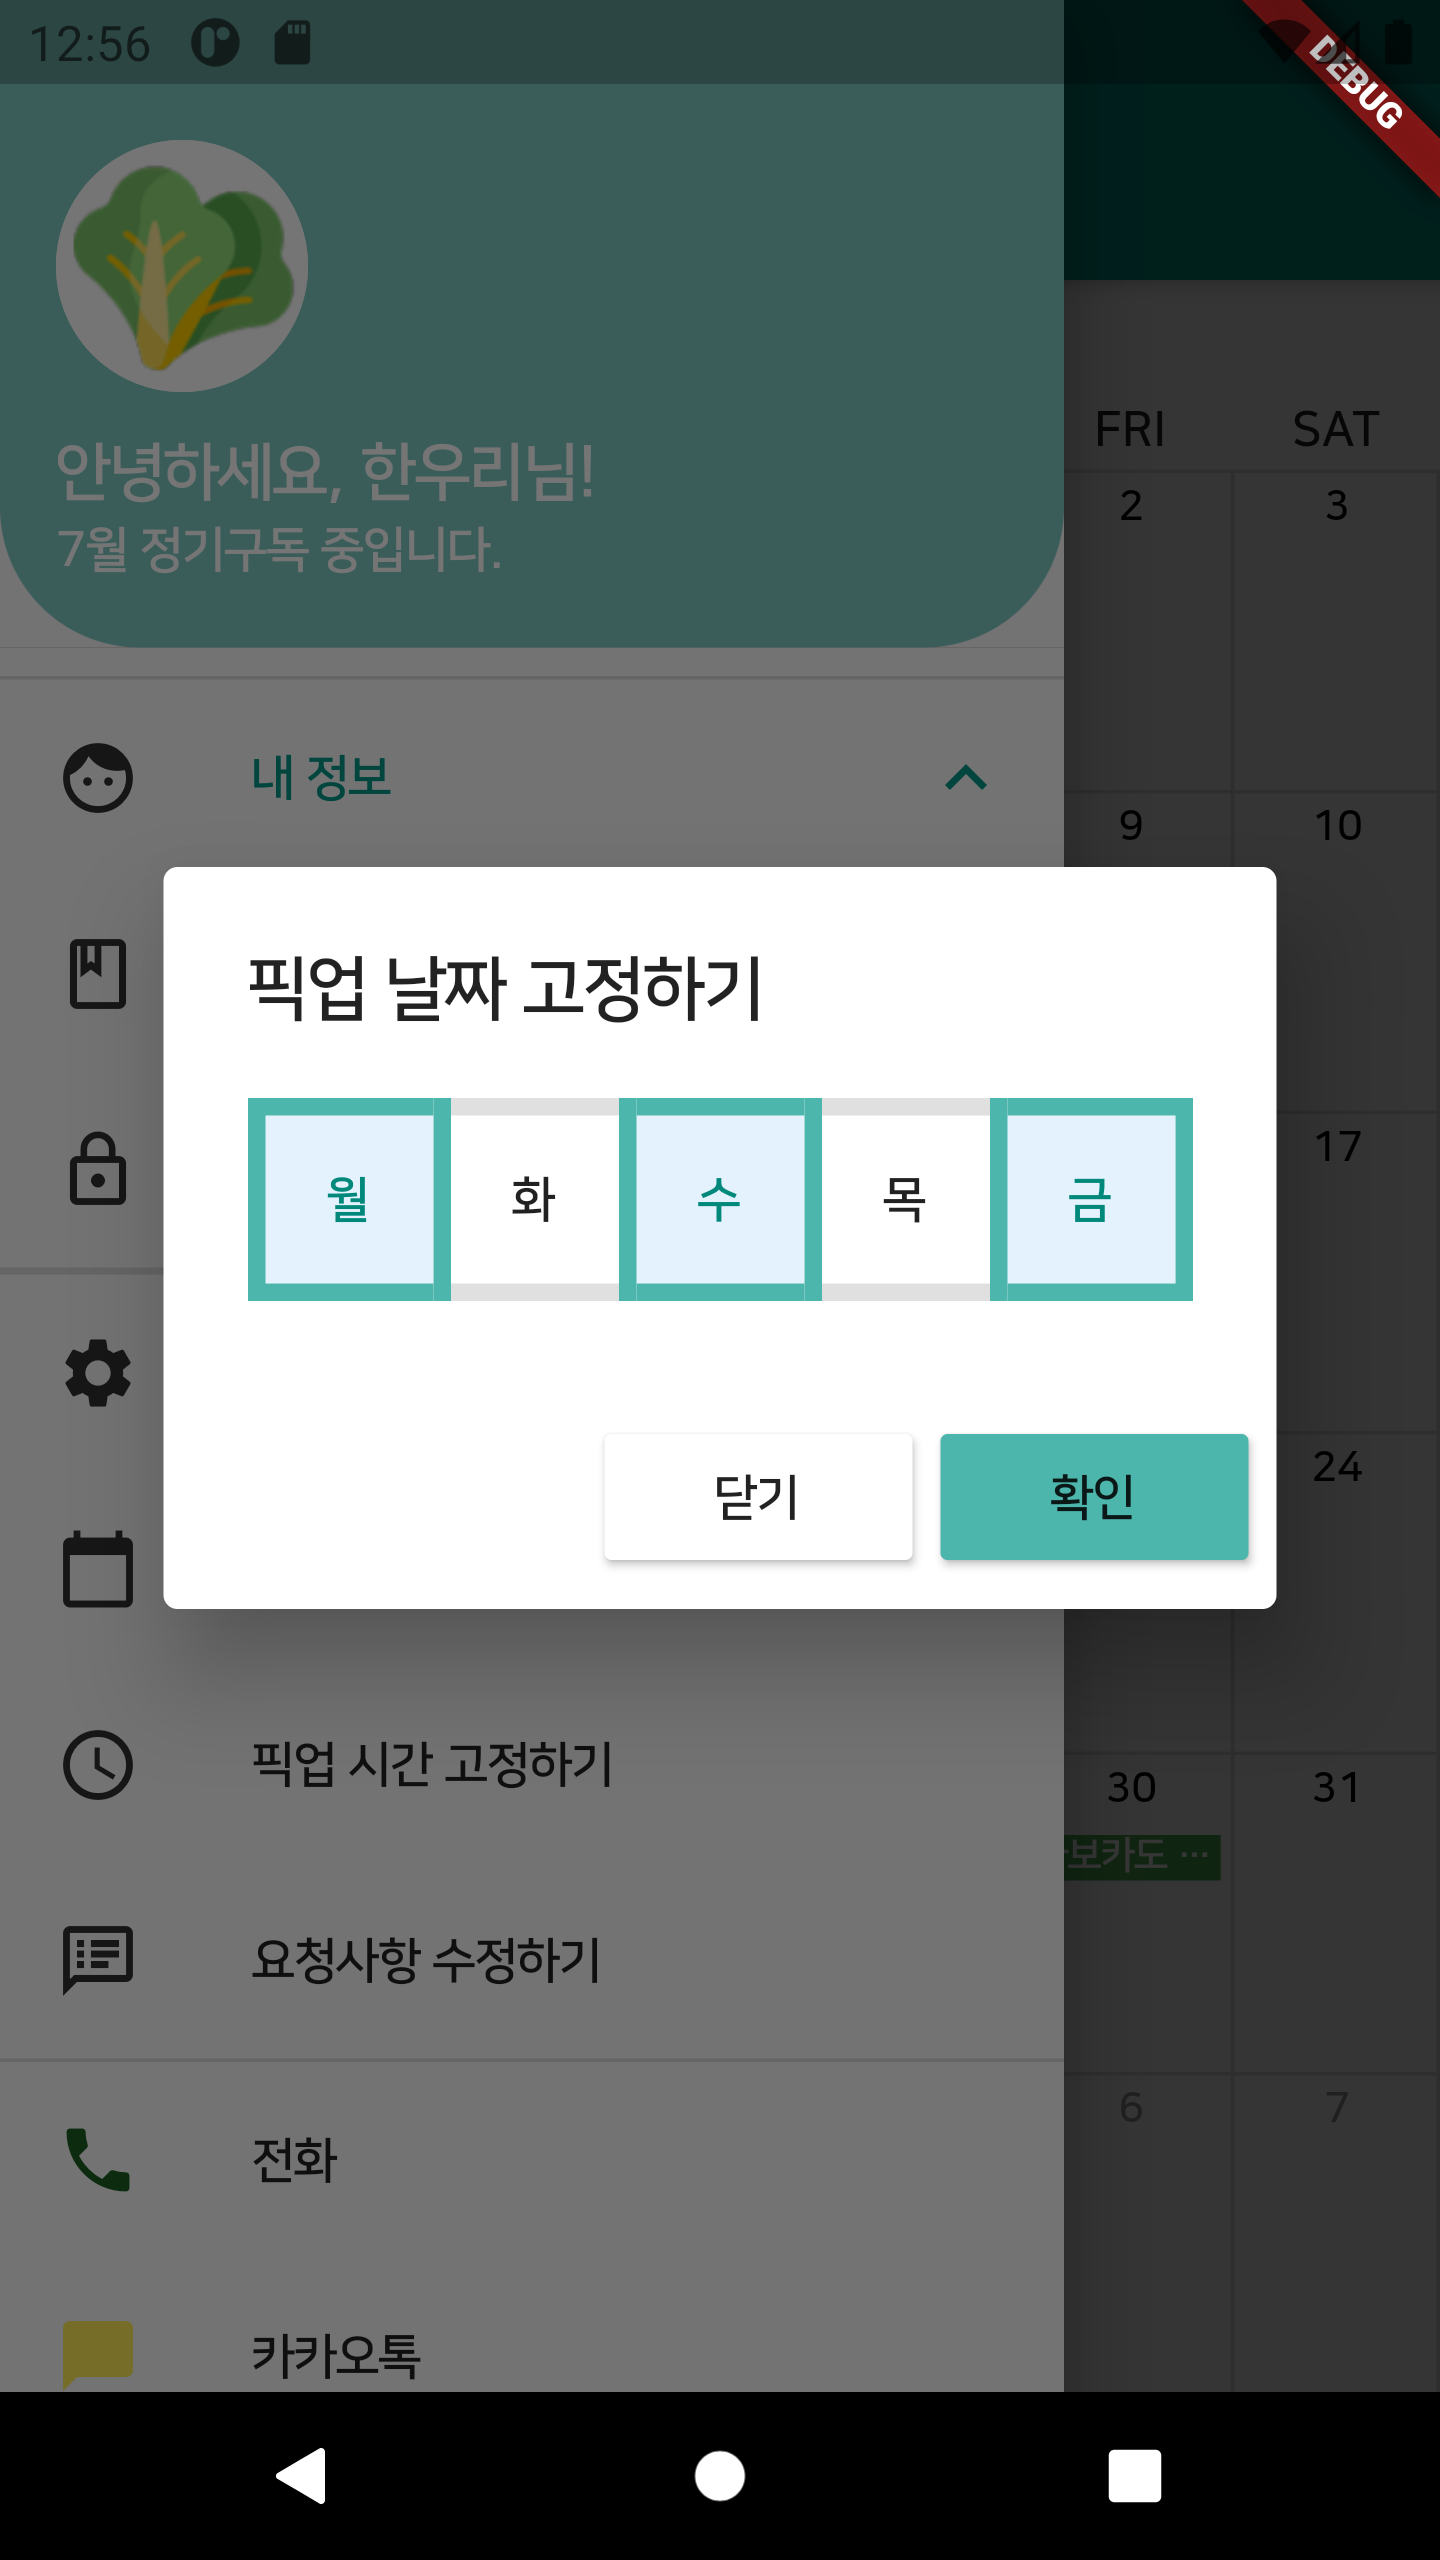 12:56
DEBUG
안녕하세요, 한우리님!
7월 정기구독 중입니다.
FRI SAT
2 3
내 정보
9 10
픽업 날짜 고정하기
17
월 화 수 목 금
24
닫기 확인
픽업 시간 고정하기
30 31
보카도 ...
요청사항 수정하기
6 7
전화
카카오톡